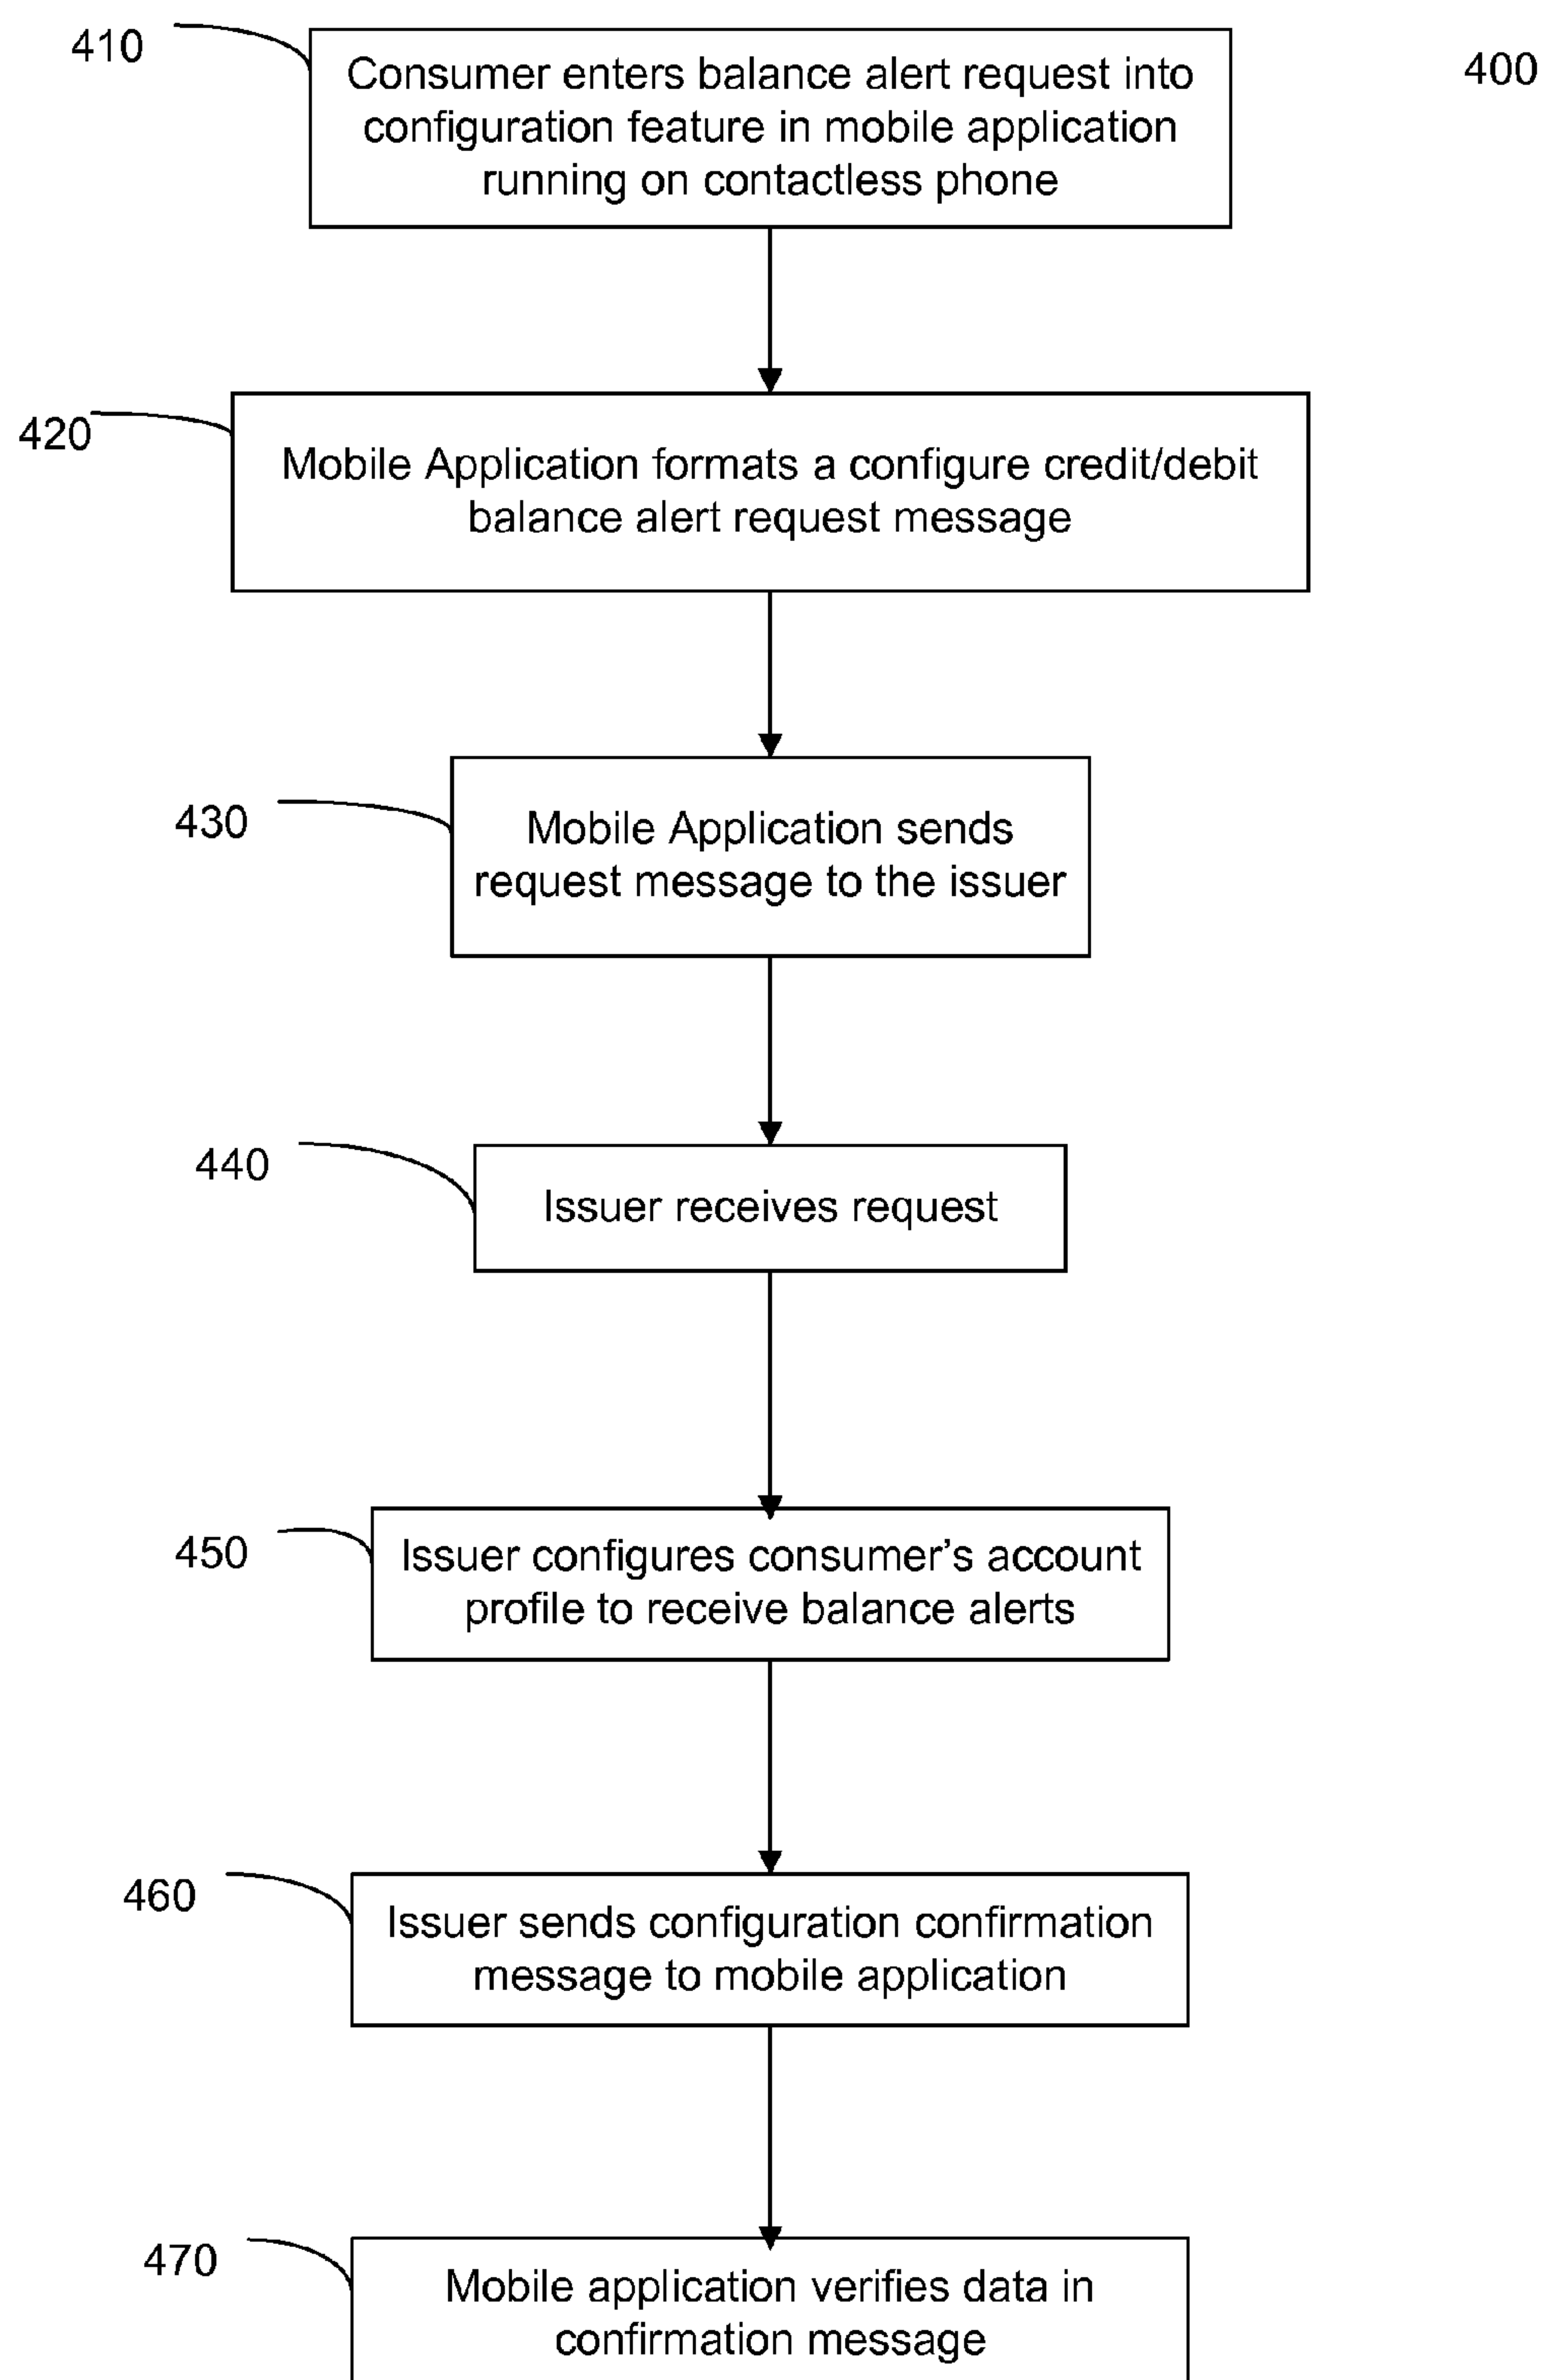 410
400
Consumer enters balance alert request into
configuration feature in mobile application
running on contactless phone
420
Mobile Application formats a configure credit/debit
balance alert request message
430
Mobile Application sends
request message to the issuer
440
Issuer receives request
450
Issuer configures consumer’s account
profile to receive balance alerts
460
Issuer sends configuration confirmation
message to mobile application
470
Mobile application verifies data in
confirmation message